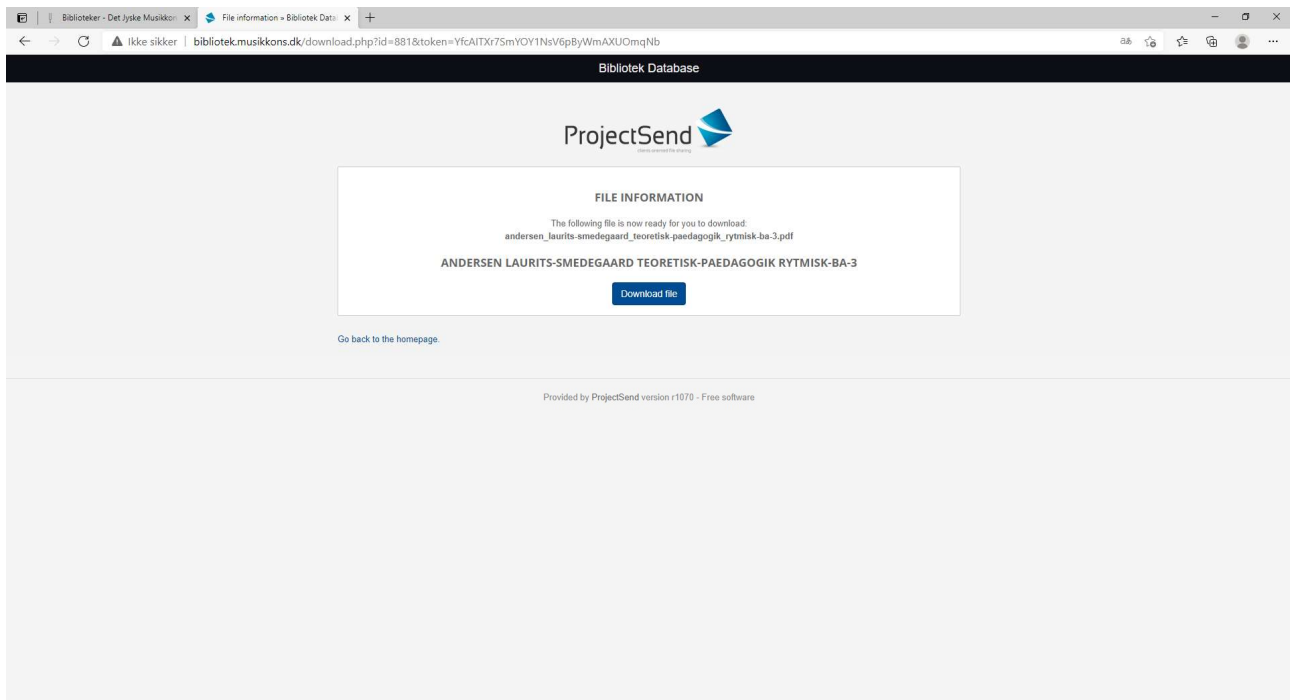 Biblioteker - Det Jyske Musikkon
File information » Bibliotek Data
Ikke sikker
bibliotek.musikkons.dk/download.php?id=881&token=YfcAITXr7SmYOY1NsV6pByWmAXUOmqNb
Bibliotek Database
ProjectSend
FILE INFORMATION
The following file is now ready for you to download:
andersen_laurits-smedegaard_teoretisk-paedagogik_rytmisk-ba-3.pdf
ANDERSEN LAURITS-SMEDEGAARD TEORETISK-PAEDAGOGIK RYTMISK-BA-3
Download file
Go back to the homepage.
Provided by ProjectSend version r1070 - Free software